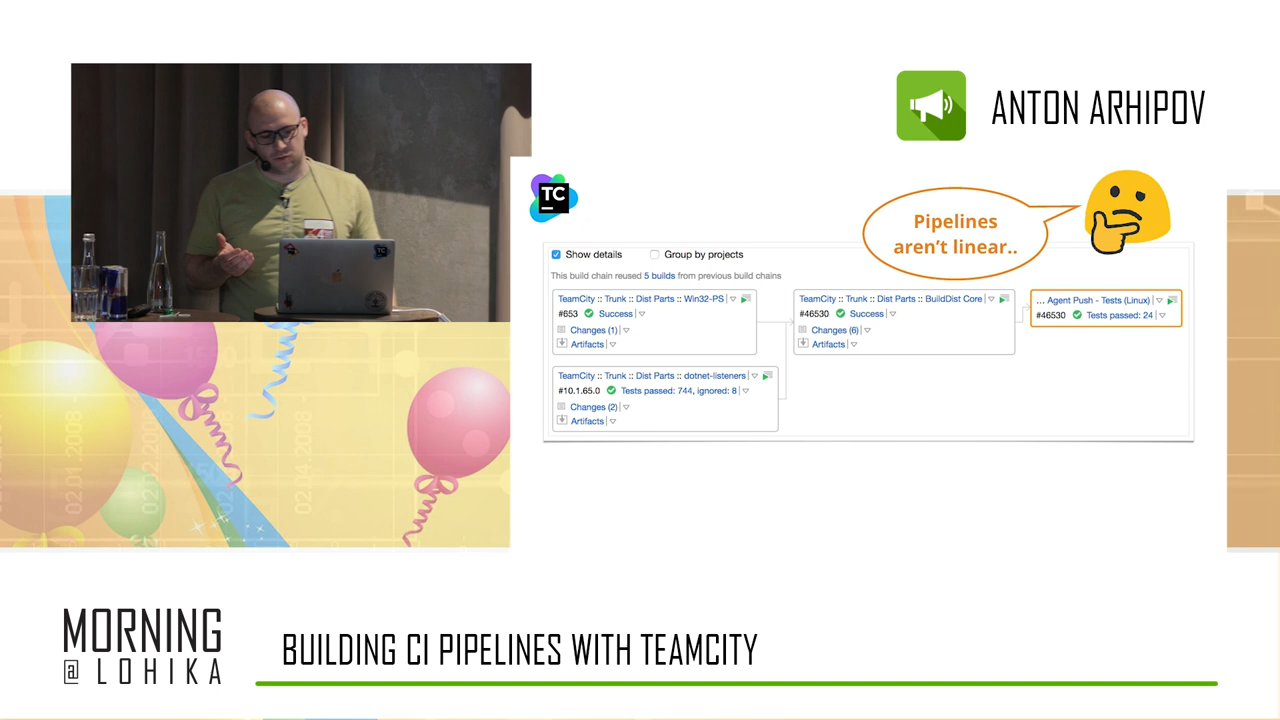 ANTON ARHIPOV
TC
Pipelines
aren't linear..
Show details
Group by projects
This build chain reused 5 builds from previous build chains
TeamCity :: Trunk :: Dist Parts :: Win32-PS
#653 Success
Changes (1)
Artifacts
TeamCity :: Trunk :: Dist Parts :: dotnet-listeners
#10.1.65.0 Tests passed: 744, ignored: 8
Changes (2)
Artifacts
TeamCity :: Trunk :: Dist Parts :: BuildDist Core
#46530 Success
Changes (6)
Artifacts
... Agent Push - Tests (Linux)
#46530 Tests passed: 24
TC
02.01.2008
MORNING
@ LOHIKA
BUILDING CI PIPELINES WITH TEAMCITY